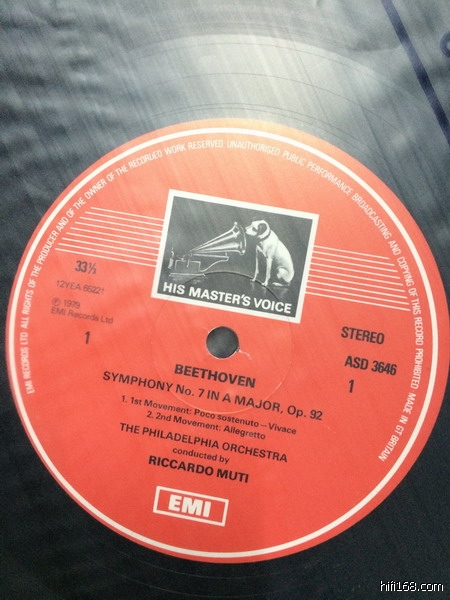 EMI RECORDS LTD ALL RIGHTS OF THE PRODUCER AND OF THE OWNER OF THE RECORDED WORK RESERVED UNAUTHORISED PUBLIC PERFORMANCE BROADCASTING AND COPYING OF THIS RECORD PROHIBITED MADE IN GT BRITAIN
HIS MASTER'S VOICE
33⅓
℗ 1979
EMI Records Ltd
1
STEREO
ASD 3646
1
BEETHOVEN
SYMPHONY No. 7 IN A MAJOR, Op. 92
1. 1st Movement: Poco sostenuto – Vivace
2. 2nd Movement: Allegretto
THE PHILADELPHIA ORCHESTRA
conducted by
RICCARDO MUTI
EMI
hifi168.com